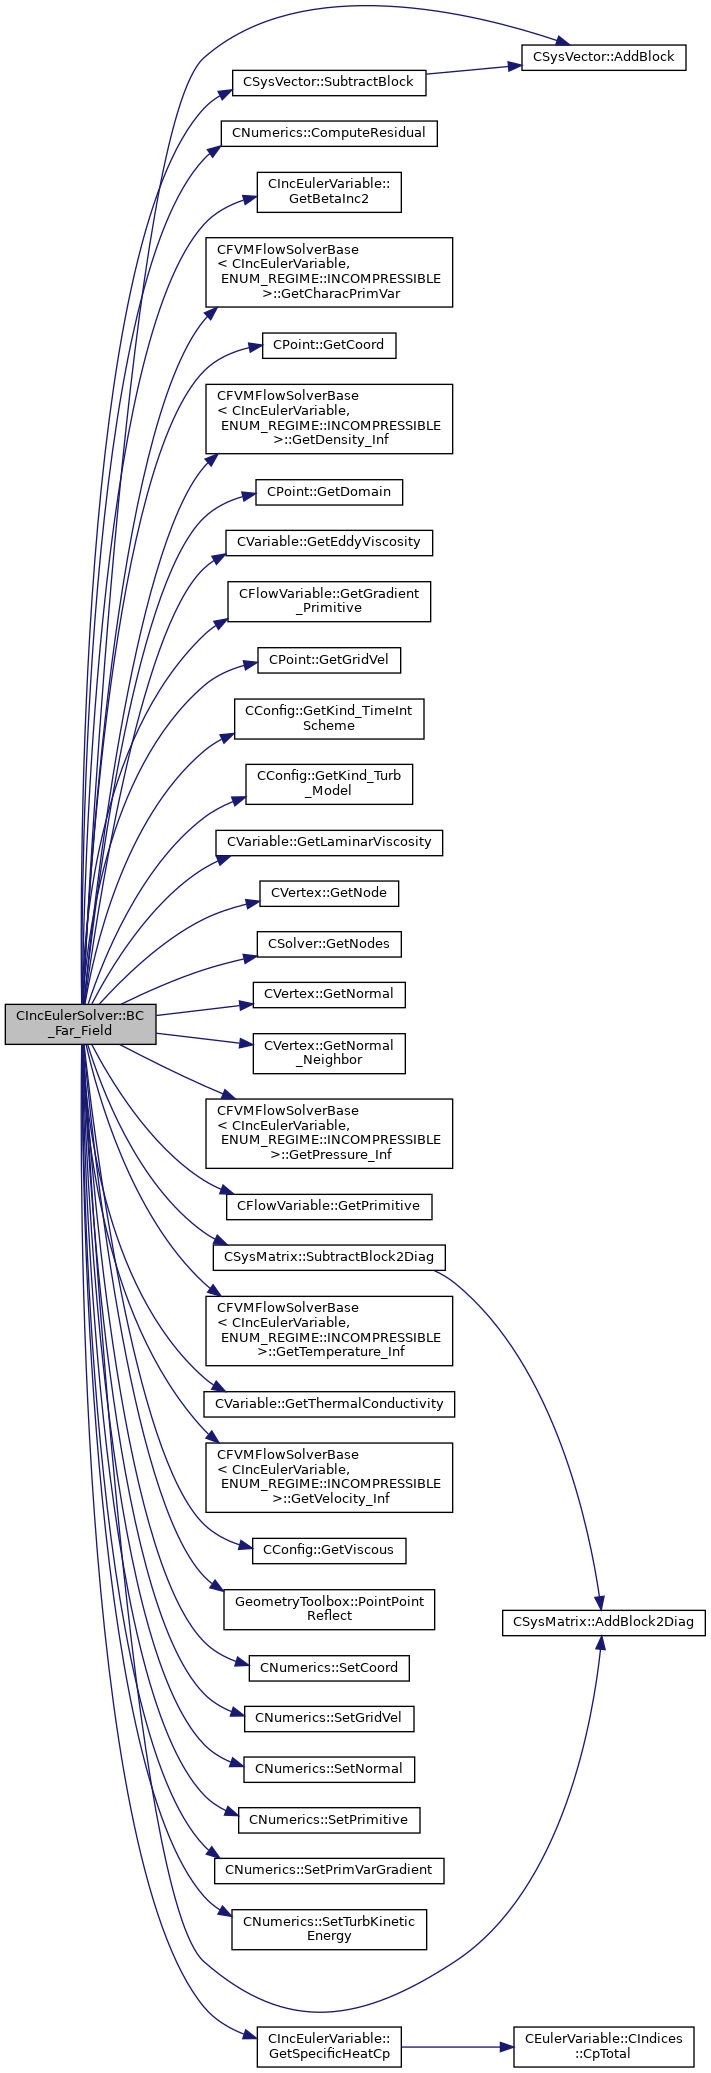 CSysVector::AddBlock
CSysVector::SubtractBlock
CNumerics::ComputeResidual
CIncEulerVariable::
GetBetaInc2
CFVMFlowSolverBase
< CIncEulerVariable,
ENUM_REGIME::INCOMPRESSIBLE
>::GetCharacPrimVar
CPoint::GetCoord
CFVMFlowSolverBase
< CIncEulerVariable,
ENUM_REGIME::INCOMPRESSIBLE
>::GetDensity_Inf
CPoint::GetDomain
CVariable::GetEddyViscosity
CFlowVariable::GetGradient
_Primitive
CPoint::GetGridVel
CConfig::GetKind_TimeInt
Scheme
CConfig::GetKind_Turb
_Model
CVariable::GetLaminarViscosity
CVertex::GetNode
CSolver::GetNodes
CVertex::GetNormal
CIncEulerSolver::BC
_Far_Field
CVertex::GetNormal
_Neighbor
CFVMFlowSolverBase
< CIncEulerVariable,
ENUM_REGIME::INCOMPRESSIBLE
>::GetPressure_Inf
CFlowVariable::GetPrimitive
CSysMatrix::SubtractBlock2Diag
CFVMFlowSolverBase
< CIncEulerVariable,
ENUM_REGIME::INCOMPRESSIBLE
>::GetTemperature_Inf
CVariable::GetThermalConductivity
CFVMFlowSolverBase
< CIncEulerVariable,
ENUM_REGIME::INCOMPRESSIBLE
>::GetVelocity_Inf
CConfig::GetViscous
GeometryToolbox::PointPoint
Reflect
CSysMatrix::AddBlock2Diag
CNumerics::SetCoord
CNumerics::SetGridVel
CNumerics::SetNormal
CNumerics::SetPrimitive
CNumerics::SetPrimVarGradient
CNumerics::SetTurbKinetic
Energy
CIncEulerVariable::
GetSpecificHeatCp
CEulerVariable::CIndices
::CpTotal